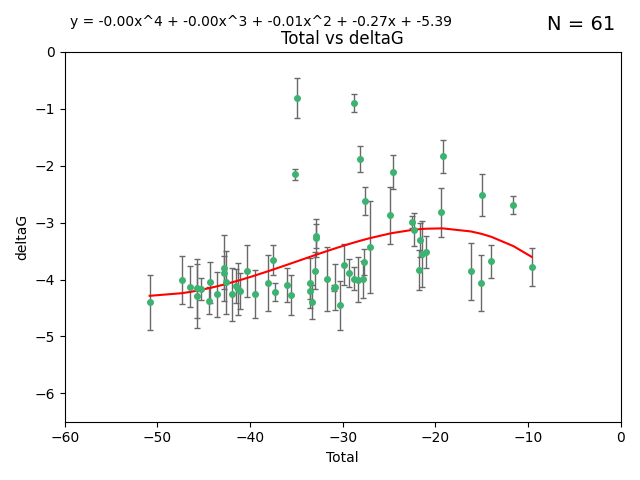 y = -0.00x^4 + -0.00x^3 + -0.01x^2 + -0.27x + -5.39
N = 61
Total vs deltaG
0
−1
−2
−3
−4
−5
−6
deltaG
−60
−50
−40
−30
−20
−10
0
Total